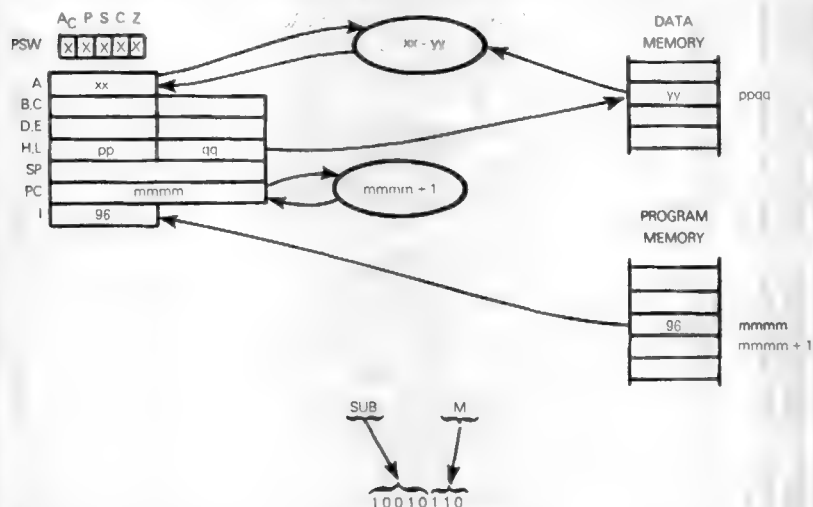 AC P S C Z
PSW X X X X X
A xx
B,C
D,E
H,L pp qq
SP
PC mmmm
I 96
xx - yy
mmmm + 1
DATA
MEMORY
yy ppqq
PROGRAM
MEMORY
96 mmmm
mmmm + 1
SUB M
10010110